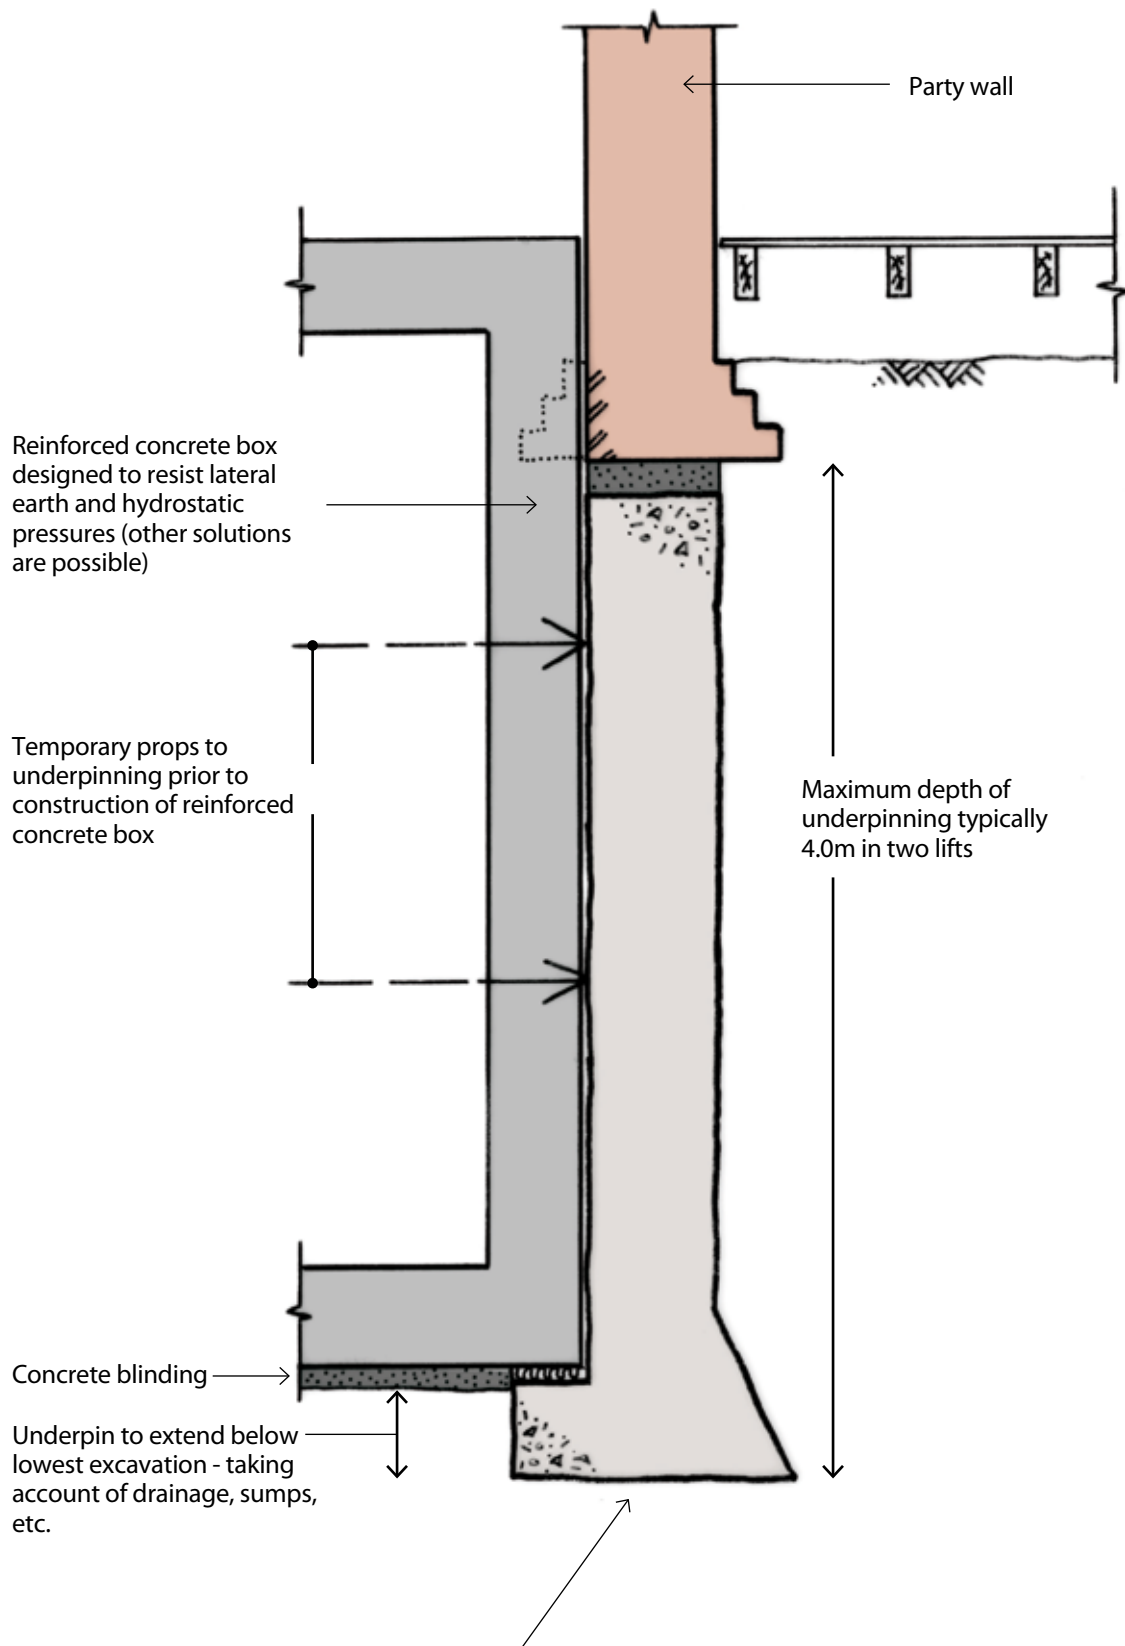 Party wall
Reinforced concrete box
designed to resist lateral
earth and hydrostatic
pressures (other solutions
are possible)
Temporary props to
underpinning prior to
construction of reinforced
concrete box
Maximum depth of
underpinning typically
4.0m in two lifts
Concrete blinding
Underpin to extend below
lowest excavation - taking
account of drainage, sumps,
etc.